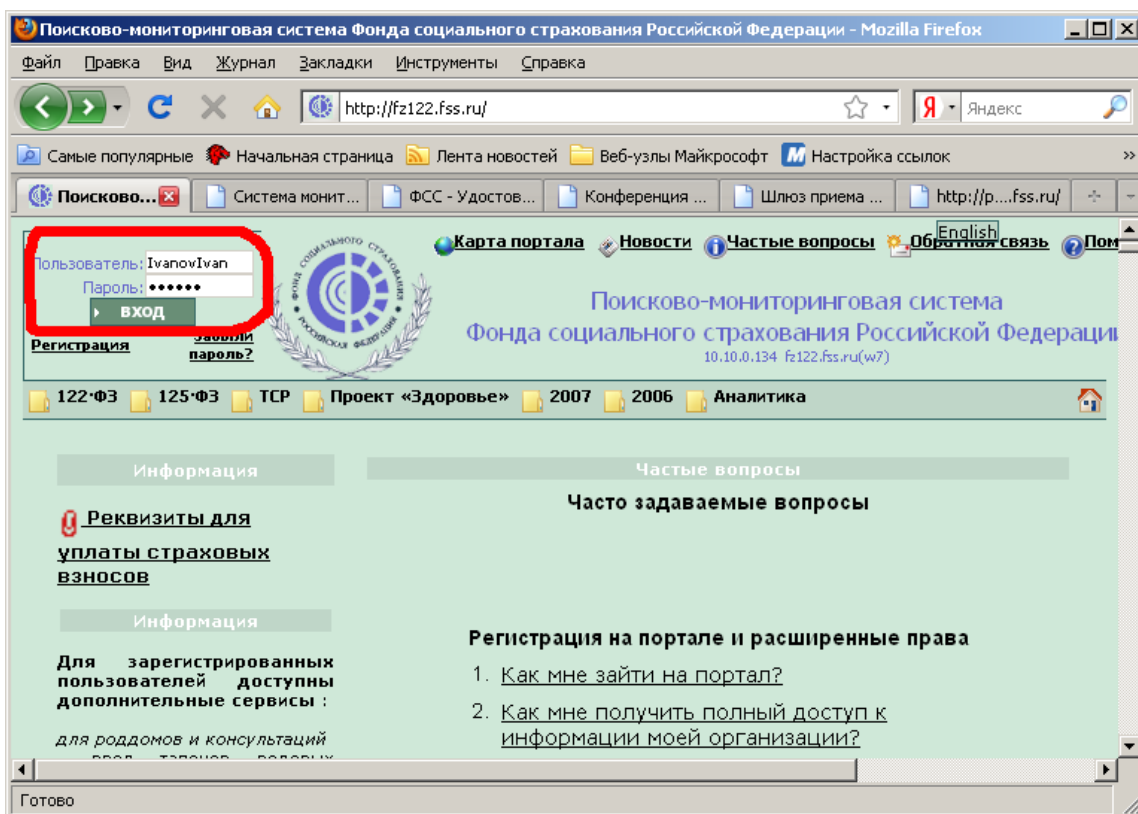 Поисково-мониторинговая система Фонда социального страхования Российской Федерации - Mozilla Firefox
Файл Правка Вид Журнал Закладки Инструменты Справка
http://fz122.fss.ru/ Яндекс
Самые популярные Начальная страница Лента новостей Веб-узлы Майкрософт Настройка ссылок »
Поисково... Система монит... ФСС - Удостов... Конференция ... Шлюз приема ... http://p....fss.ru/
English
Карта портала Новости Частые вопросы Обратная связь Пом
Пользователь: IvanovIvan
Пароль: ••••••
вход
Регистрация Забыли пароль?
ФОНД СОЦИАЛЬНОГО СТРАХОВАНИЯ РОССИЙСКАЯ ФЕДЕРАЦИЯ
Поисково-мониторинговая система
Фонда социального страхования Российской Федерации
10.10.0.134 fz122.fss.ru(w7)
122-ФЗ 125-ФЗ ТСР Проект «Здоровье» 2007 2006 Аналитика
Информация
Реквизиты для
уплаты страховых
взносов
Информация
Для зарегистрированных
пользователей доступны
дополнительные сервисы :
для роддомов и консультаций
Частые вопросы
Часто задаваемые вопросы
Регистрация на портале и расширенные права
1. Как мне зайти на портал?
2. Как мне получить полный доступ к
информации моей организации?
Готово